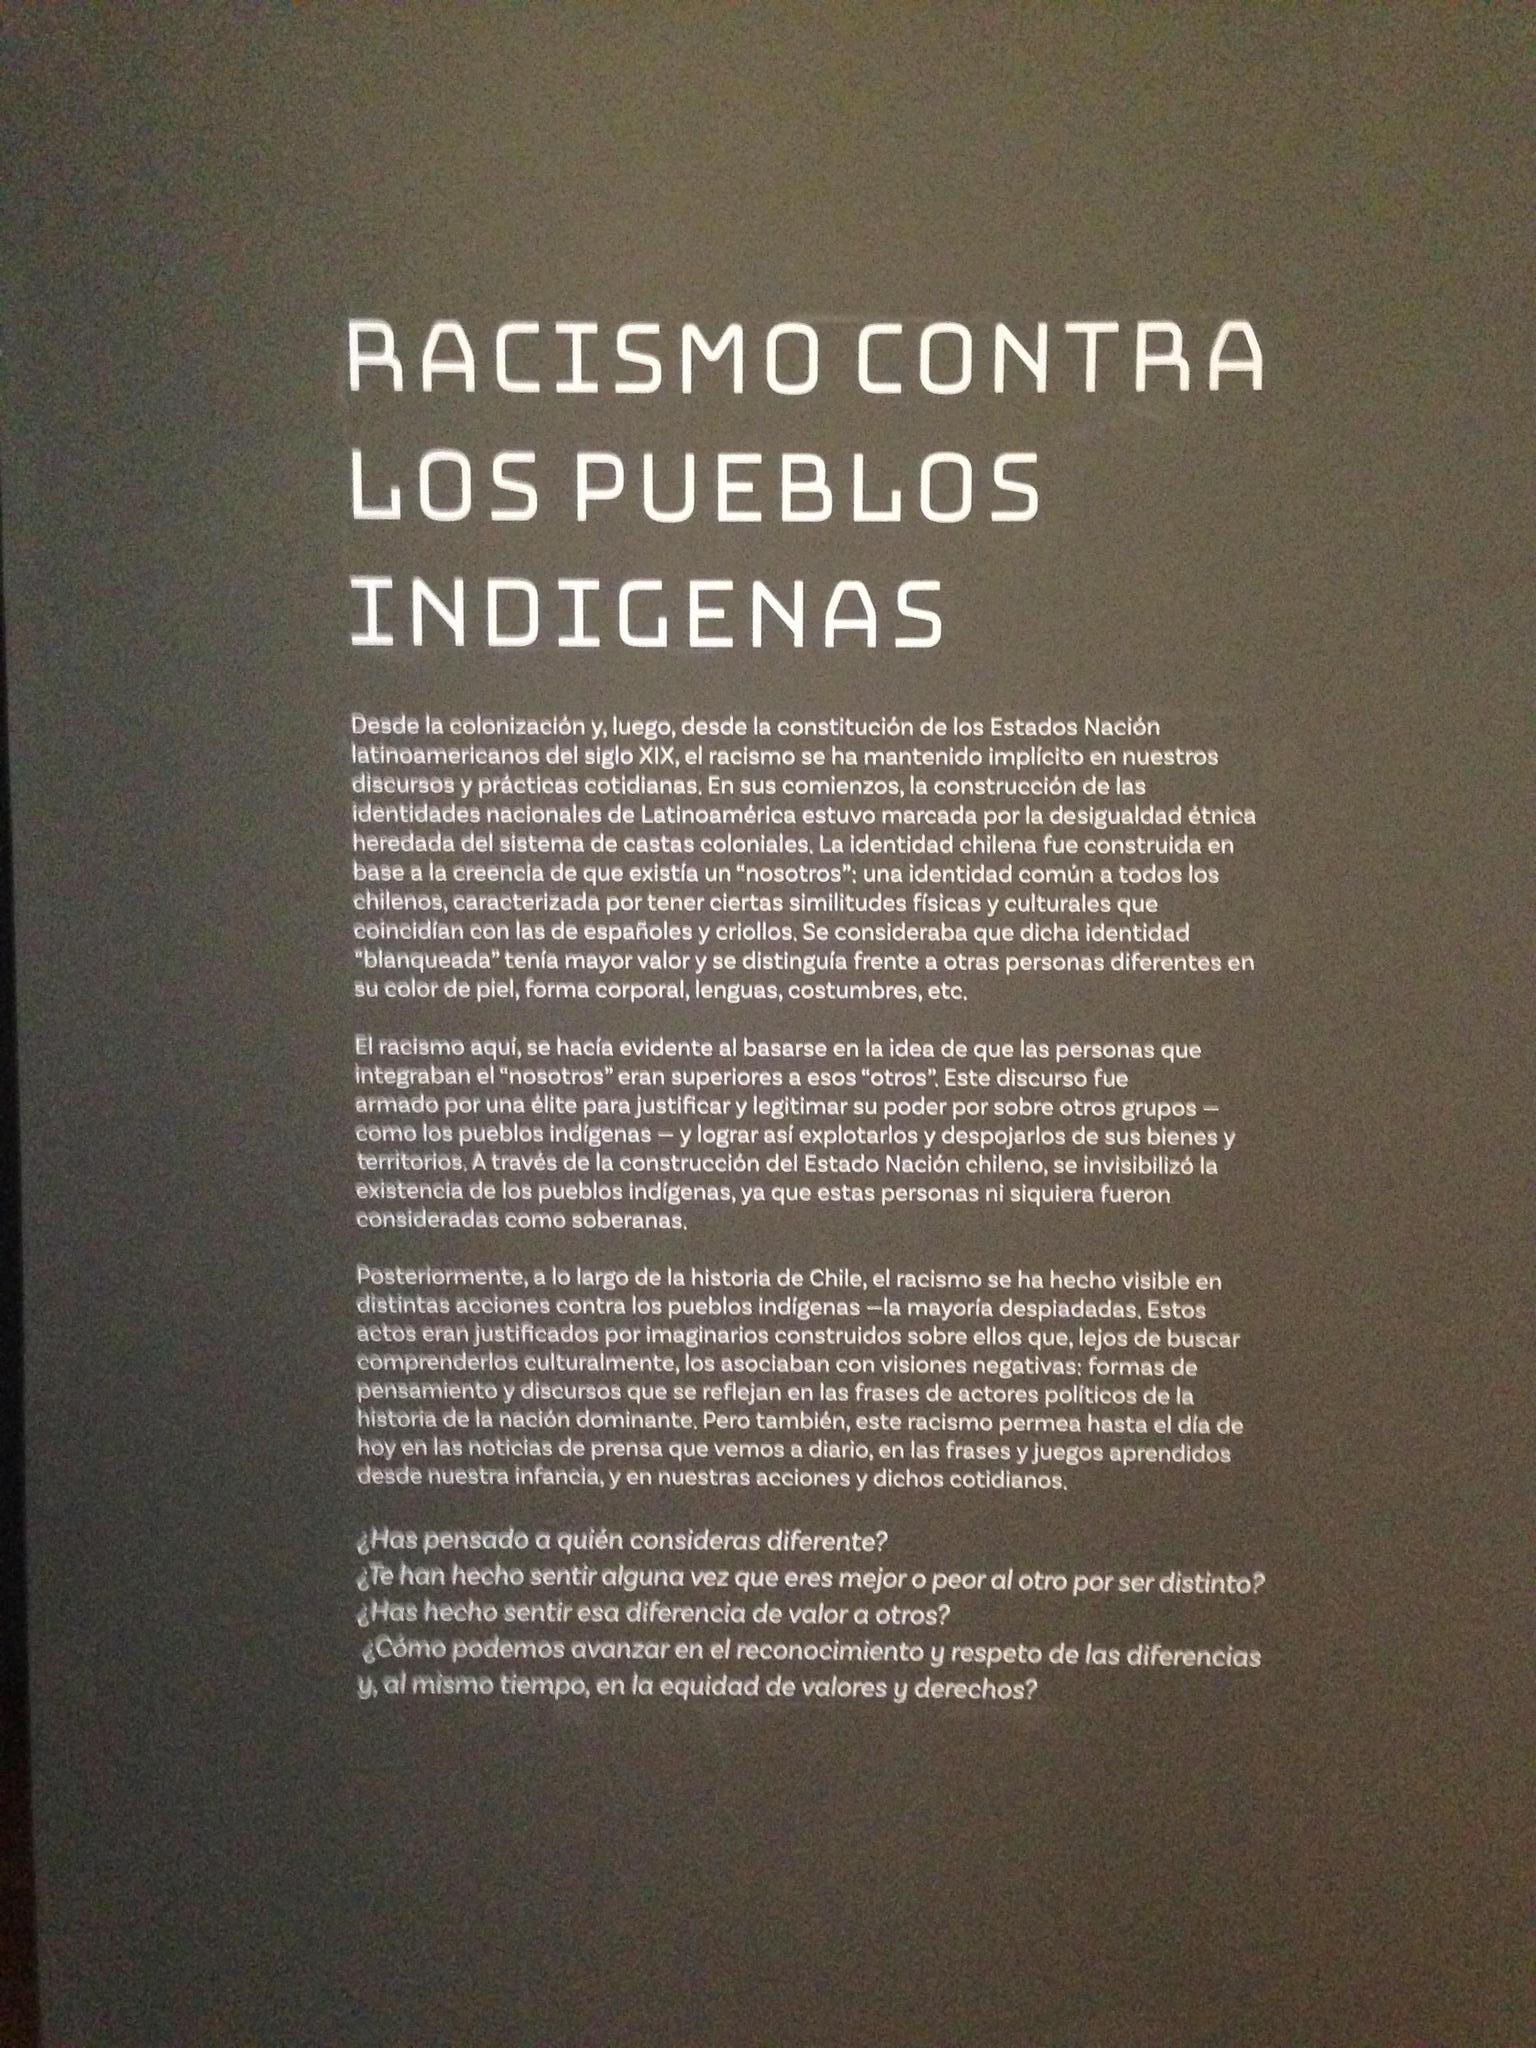 RACISMO CONTRA
LOS PUEBLOS
INDIGENAS
Desde la colonización y, luego, desde la constitución de los Estados Nación
latinoamericanos del siglo XIX, el racismo se ha mantenido implícito en nuestros
discursos y prácticas cotidianas. En sus comienzos, la construcción de las
identidades nacionales de Latinoamérica estuvo marcada por la desigualdad étnica
heredada del sistema de castas coloniales. La identidad chilena fue construida en
base a la creencia de que existía un “nosotros”: una identidad común a todos los
chilenos, caracterizada por tener ciertas similitudes físicas y culturales que
coincidían con las de españoles y criollos. Se consideraba que dicha identidad
“blanqueada” tenía mayor valor y se distinguía frente a otras personas diferentes en
su color de piel, forma corporal, lenguas, costumbres, etc.
El racismo aquí, se hacía evidente al basarse en la idea de que las personas que
integraban el “nosotros” eran superiores a esos “otros”. Este discurso fue
armado por una élite para justificar y legitimar su poder por sobre otros grupos —
como los pueblos indígenas — y lograr así explotarlos y despojarlos de sus bienes y
territorios. A través de la construcción del Estado Nación chileno, se invisibilizó la
existencia de los pueblos indígenas, ya que estas personas ni siquiera fueron
consideradas como soberanas.
Posteriormente, a lo largo de la historia de Chile, el racismo se ha hecho visible en
distintas acciones contra los pueblos indígenas —la mayoría despiadadas. Estos
actos eran justificados por imaginarios construidos sobre ellos que, lejos de buscar
comprenderlos culturalmente, los asociaban con visiones negativas: formas de
pensamiento y discursos que se reflejan en las frases de actores políticos de la
historia de la nación dominante. Pero también, este racismo permea hasta el día de
hoy en las noticias de prensa que vemos a diario, en las frases y juegos aprendidos
desde nuestra infancia, y en nuestras acciones y dichos cotidianos.
¿Has pensado a quién consideras diferente?
¿Te han hecho sentir alguna vez que eres mejor o peor al otro por ser distinto?
¿Has hecho sentir esa diferencia de valor a otros?
¿Cómo podemos avanzar en el reconocimiento y respeto de las diferencias
y, al mismo tiempo, en la equidad de valores y derechos?